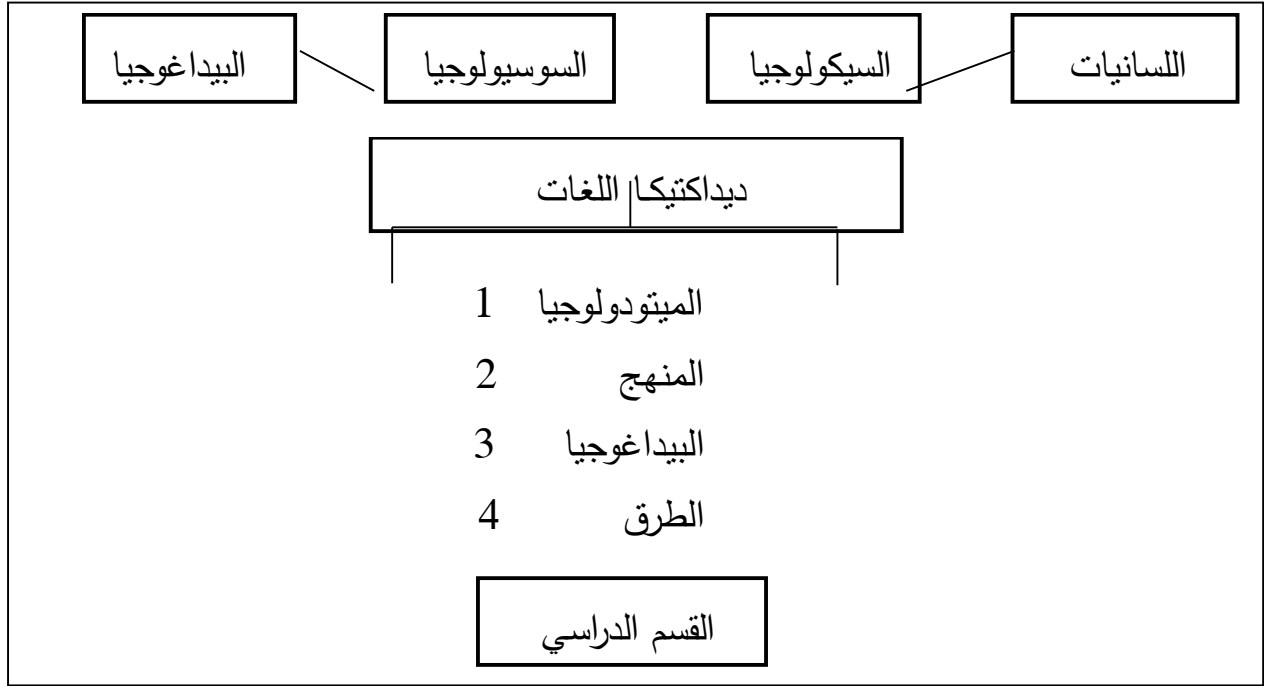 اللسانيات السيكولوجيا السوسيولوجيا البيداغوجيا
ديداكتيكا اللغات
الميتودولوجيا 1
المنهج 2
البيداغوجيا 3
الطرق 4
القسم الدراسي